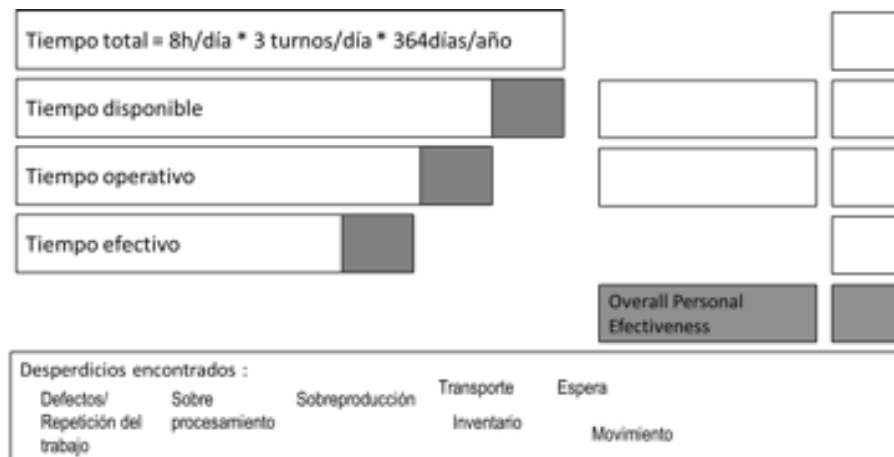 Tiempo total = 8h/día * 3 turnos/día * 364días/año
Tiempo disponible
Tiempo operativo
Tiempo efectivo
Overall Personal
Efectiveness
Desperdicios encontrados :
Defectos/
Repetición del
trabajo
Sobre
procesamiento
Sobreproducción
Transporte
Inventario
Espera
Movimiento